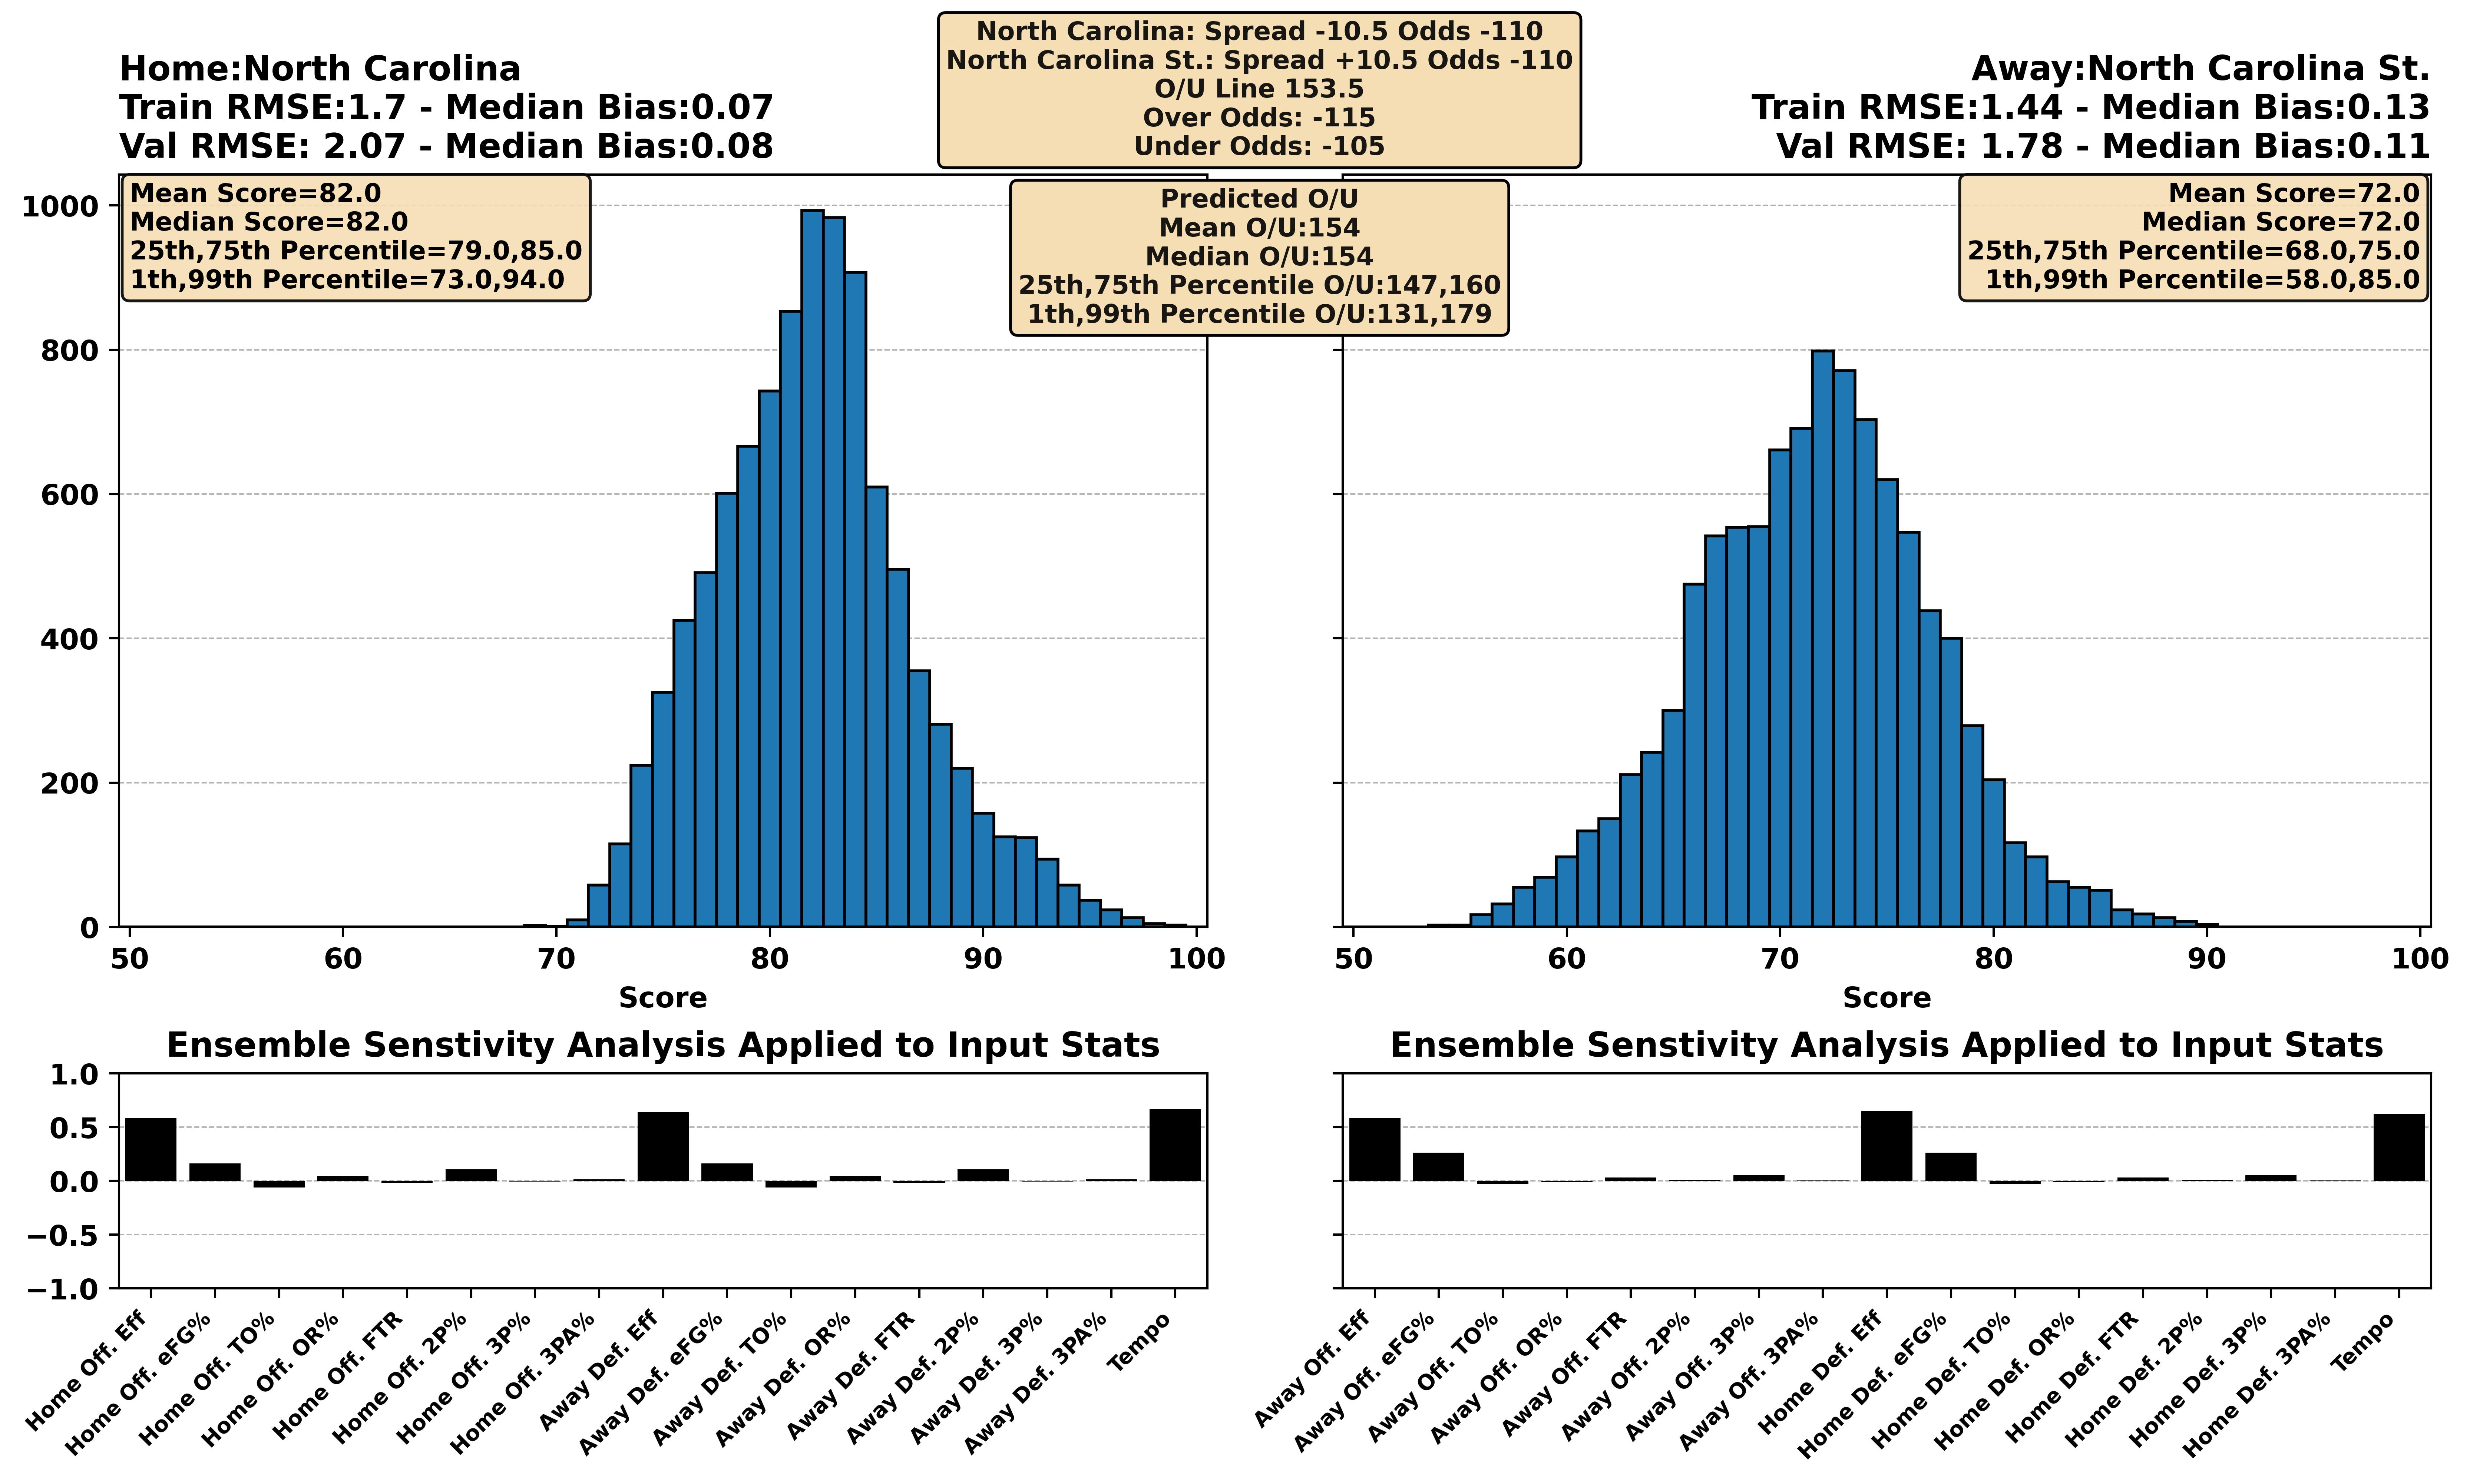 North Carolina: Spread -10.5 Odds -110
North Carolina St.: Spread +10.5 Odds -110
O/U Line 153.5
Over Odds: -115
Under Odds: -105
Home:North Carolina
Train RMSE:1.7 - Median Bias:0.07
Val RMSE: 2.07 - Median Bias:0.08
Away:North Carolina St.
Train RMSE:1.44 - Median Bias:0.13
Val RMSE: 1.78 - Median Bias:0.11
Mean Score=82.0
Median Score=82.0
25th,75th Percentile=79.0,85.0
1th,99th Percentile=73.0,94.0
Predicted O/U
Mean O/U:154
Median O/U:154
25th,75th Percentile O/U:147,160
1th,99th Percentile O/U:131,179
Mean Score=72.0
Median Score=72.0
25th,75th Percentile=68.0,75.0
1th,99th Percentile=58.0,85.0
1000
800
600
400
200
0
50 60 70 80 90 100
Score
50 60 70 80 90 100
Score
Ensemble Senstivity Analysis Applied to Input Stats
1.0
0.5
0.0
−0.5
−1.0
Home Off. Eff
Home Off. eFG%
Home Off. TO%
Home Off. OR%
Home Off. FTR
Home Off. 2P%
Home Off. 3P%
Home Off. 3PA%
Away Def. Eff
Away Def. eFG%
Away Def. TO%
Away Def. OR%
Away Def. FTR
Away Def. 2P%
Away Def. 3P%
Away Def. 3PA%
Tempo
Ensemble Senstivity Analysis Applied to Input Stats
Away Off. Eff
Away Off. eFG%
Away Off. TO%
Away Off. OR%
Away Off. FTR
Away Off. 2P%
Away Off. 3P%
Away Off. 3PA%
Home Def. Eff
Home Def. eFG%
Home Def. TO%
Home Def. OR%
Home Def. FTR
Home Def. 2P%
Home Def. 3P%
Home Def. 3PA%
Tempo